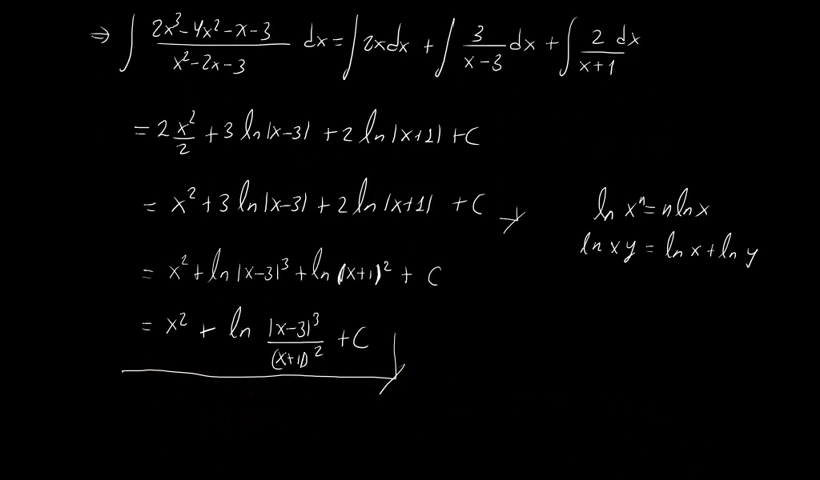 ⇒ ∫ (2x³-4x²-x-3)/(x²-2x-3) dx = ∫2xdx + ∫ 3/(x-3) dx + ∫ 2/(x+1) dx
= 2 x²/2 + 3 ln|x-3| + 2 ln|x+1| + C
= x² + 3 ln|x-3| + 2 ln|x+1| + C
ln xⁿ = n ln x
ln xy = ln x + ln y
= x² + ln|x-3|³ + ln(x+1)² + C
= x² + ln |x-3|³/(x+1)² + C